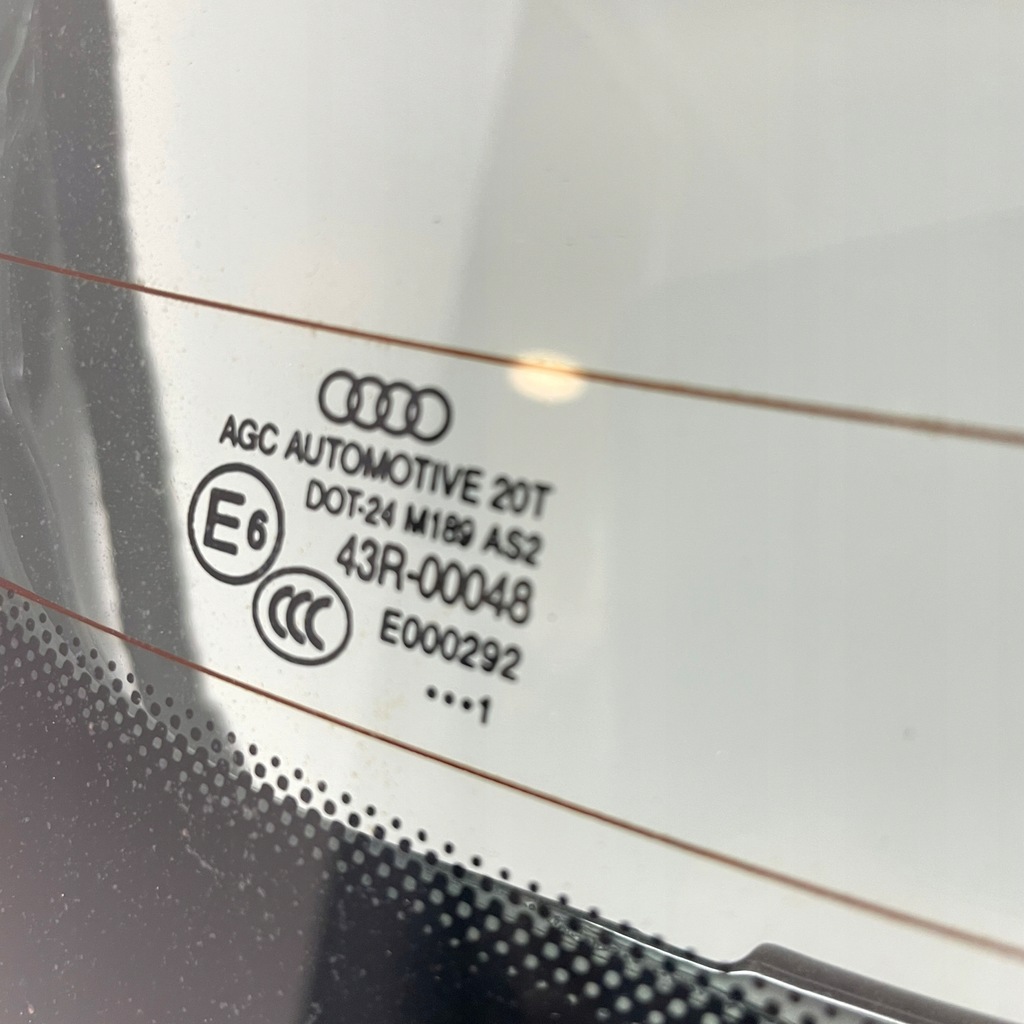 AGC AUTOMOTIVE 20T
DOT-24 M189 AS2
E6
43R-00048
CCC
E000292
•••1